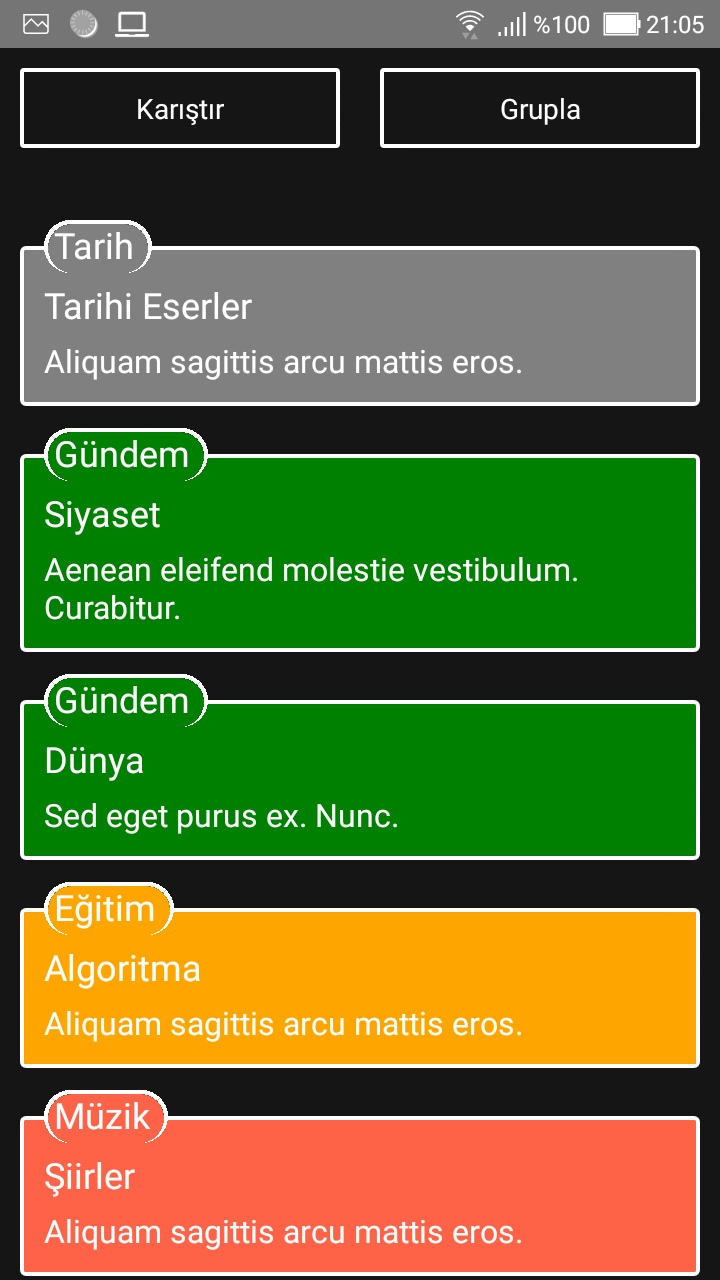 %100 21:05
Karıştır
Grupla
Tarih
Tarihi Eserler
Aliquam sagittis arcu mattis eros.
Gündem
Siyaset
Aenean eleifend molestie vestibulum.
Curabitur.
Gündem
Dünya
Sed eget purus ex. Nunc.
Eğitim
Algoritma
Aliquam sagittis arcu mattis eros.
Müzik
Şiirler
Aliquam sagittis arcu mattis eros.